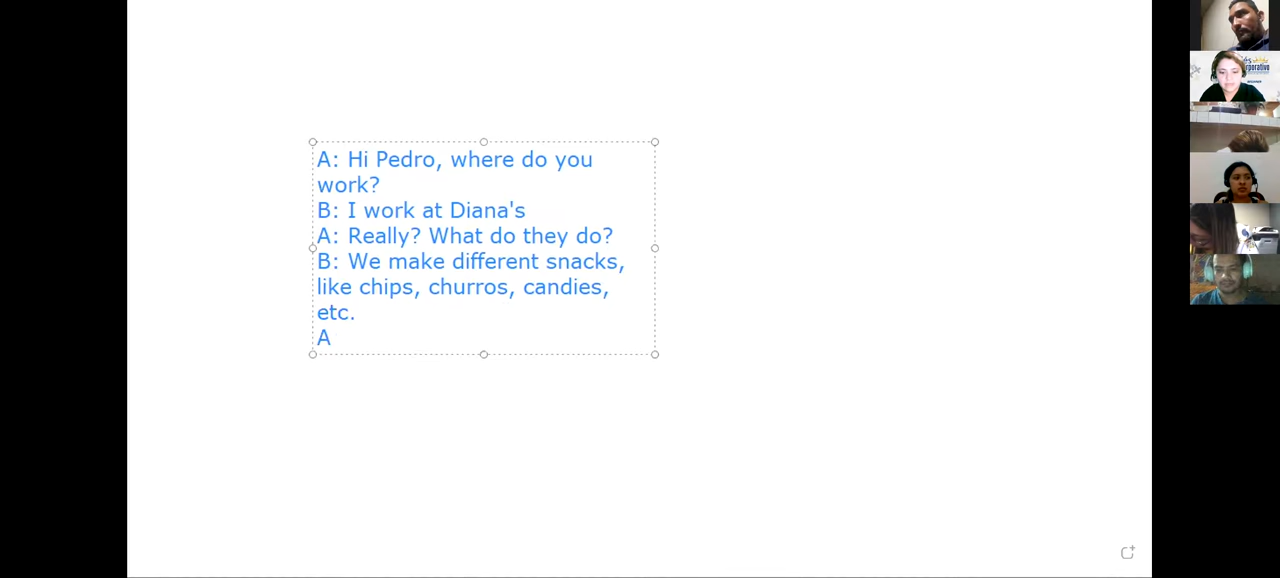 A: Hi Pedro, where do you
work?
B: I work at Diana's
A: Really? What do they do?
B: We make different snacks,
like chips, churros, candies,
etc.
A